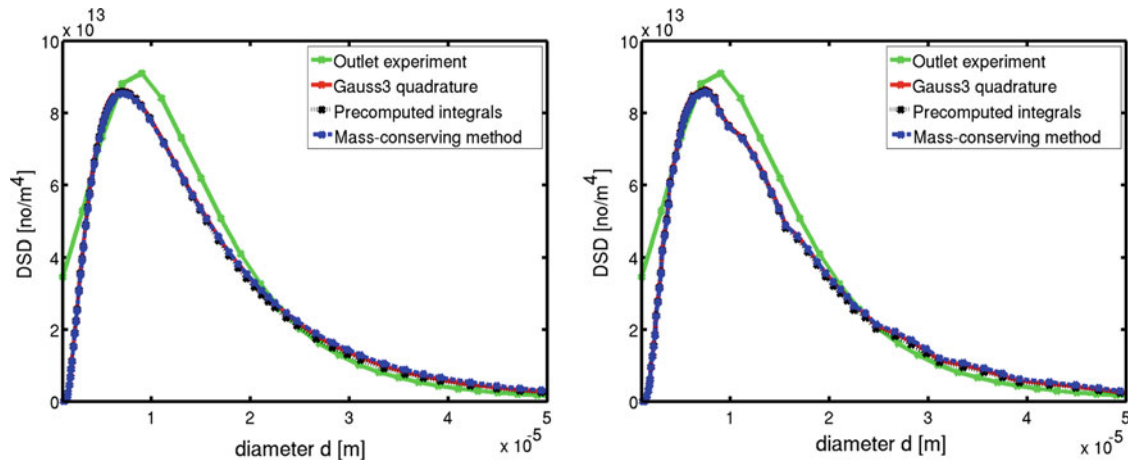 x 10^13
10
8
6
4
2
0
DSD [no/m^4]
Outlet experiment
Gauss3 quadrature
Precomputed integrals
Mass-conserving method
1 2 3 4 5
diameter d [m]
x 10^-5
x 10^13
10
8
6
4
2
0
DSD [no/m^4]
Outlet experiment
Gauss3 quadrature
Precomputed integrals
Mass-conserving method
1 2 3 4 5
diameter d [m]
x 10^-5